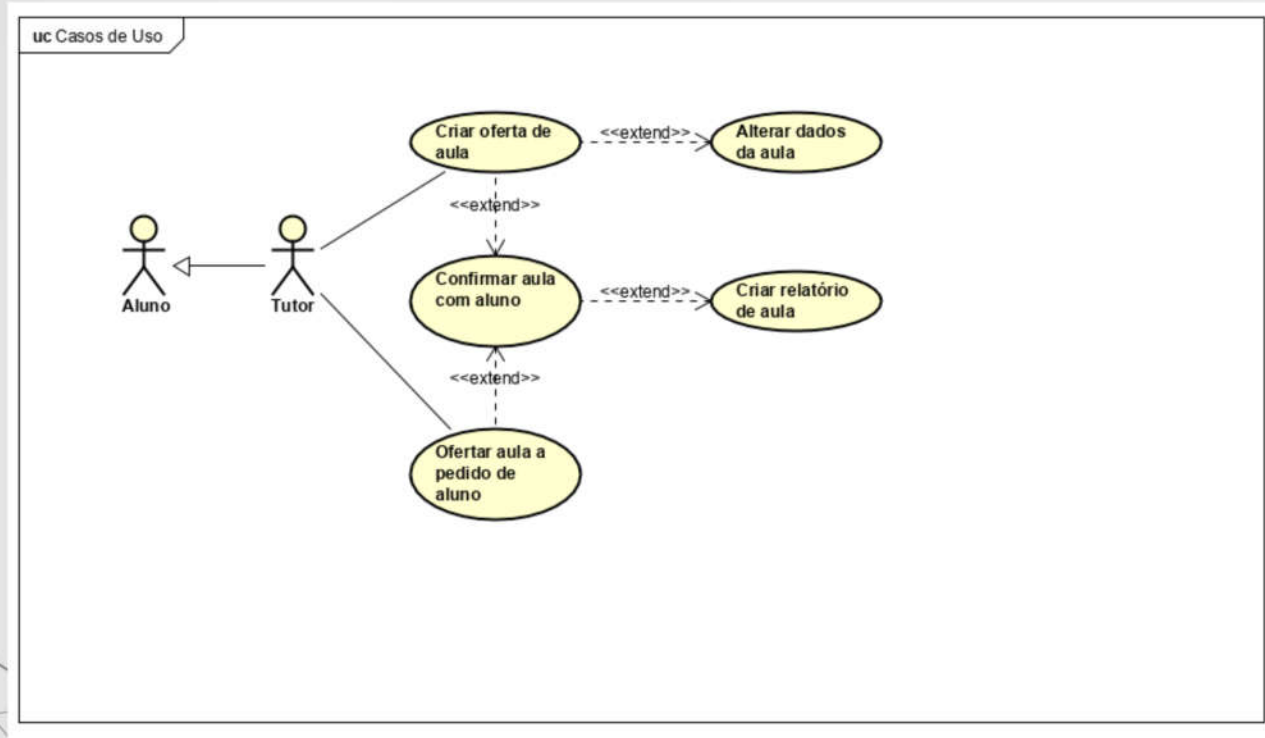 uc Casos de Uso
Criar oferta de
aula
<<extend>>
Alterar dados
da aula
<<extend>>
Aluno
Tutor
Confirmar aula
com aluno
<<extend>>
Criar relatório
de aula
<<extend>>
Ofertar aula a
pedido de
aluno